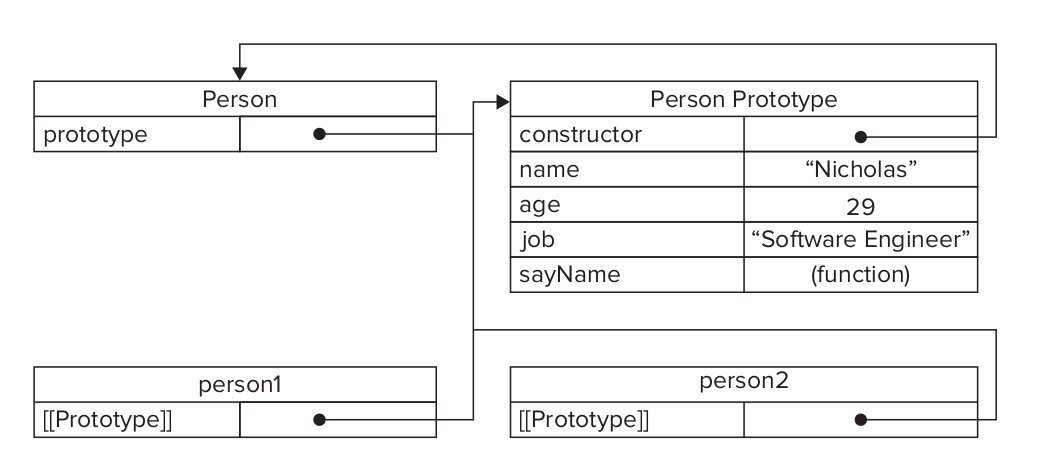 Person
prototype
Person Prototype
constructor
name “Nicholas”
age 29
job “Software Engineer”
sayName (function)
person1
[[Prototype]]
person2
[[Prototype]]